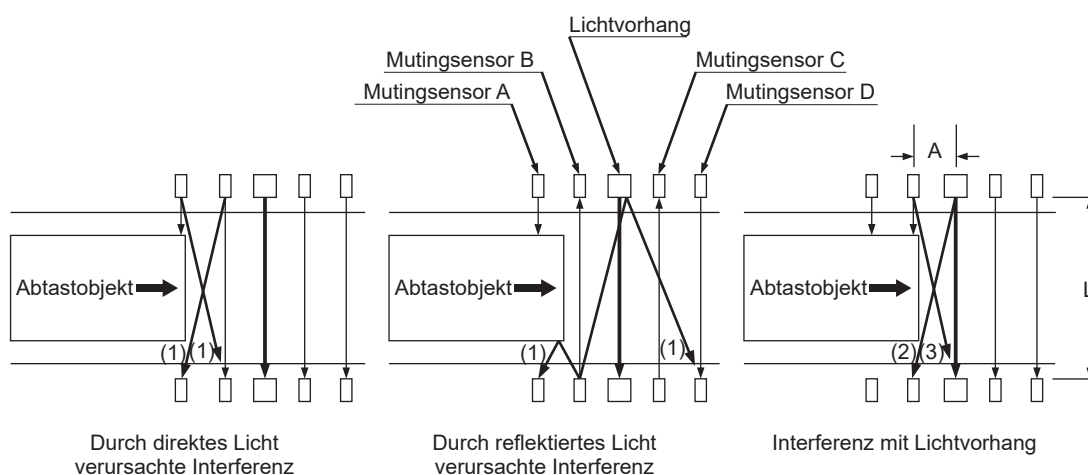 Lichtvorhang
Mutingsensor B
Mutingsensor C
Mutingsensor A
Mutingsensor D
A
Abtastobjekt
Abtastobjekt
Abtastobjekt
L
(1)
(1)
(1)
(1)
(2)
(3)
Durch direktes Licht
verursachte Interferenz
Durch reflektiertes Licht
verursachte Interferenz
Interferenz mit Lichtvorhang